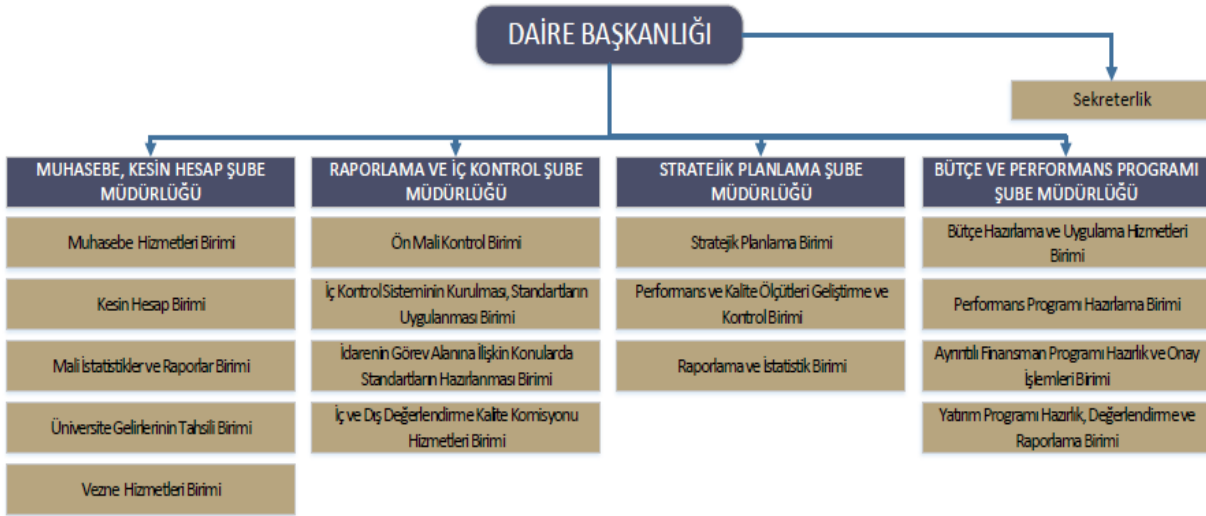 DAİRE BAŞKANLIĞI
Sekreterlik
MUHASEBE, KESİN HESAP ŞUBE
MÜDÜRLÜĞÜ
Muhasebe Hizmetleri Birimi
Kesin Hesap Birimi
Mali İstatistikler ve Raporlar Birimi
Üniversite Gelirlerinin Tahsili Birimi
Vezne Hizmetleri Birimi
RAPORLAMA VE İÇ KONTROL ŞUBE
MÜDÜRLÜĞÜ
Ön Mali Kontrol Birimi
İç Kontrol Sisteminin Kurulması, Standartların
Uygulanması Birimi
İdarenin Görev Alanına İlişkin Konularda
Standartların Hazırlanması Birimi
İç ve Dış Değerlendirme Kalite Komisyonu
Hizmetleri Birimi
STRATEJİK PLANLAMA ŞUBE
MÜDÜRLÜĞÜ
Stratejik Planlama Birimi
Performans ve Kalite Ölçütleri Geliştirme ve
Kontrol Birimi
Raporlama ve İstatistik Birimi
BÜTÇE VE PERFORMANS PROGRAMI
ŞUBE MÜDÜRLÜĞÜ
Bütçe Hazırlama ve Uygulama Hizmetleri
Birimi
Performans Programı Hazırlama Birimi
Ayrıntılı Finansman Programı Hazırlık ve Onay
İşlemleri Birimi
Yatırım Programı Hazırlık, Değerlendirme ve
Raporlama Birimi